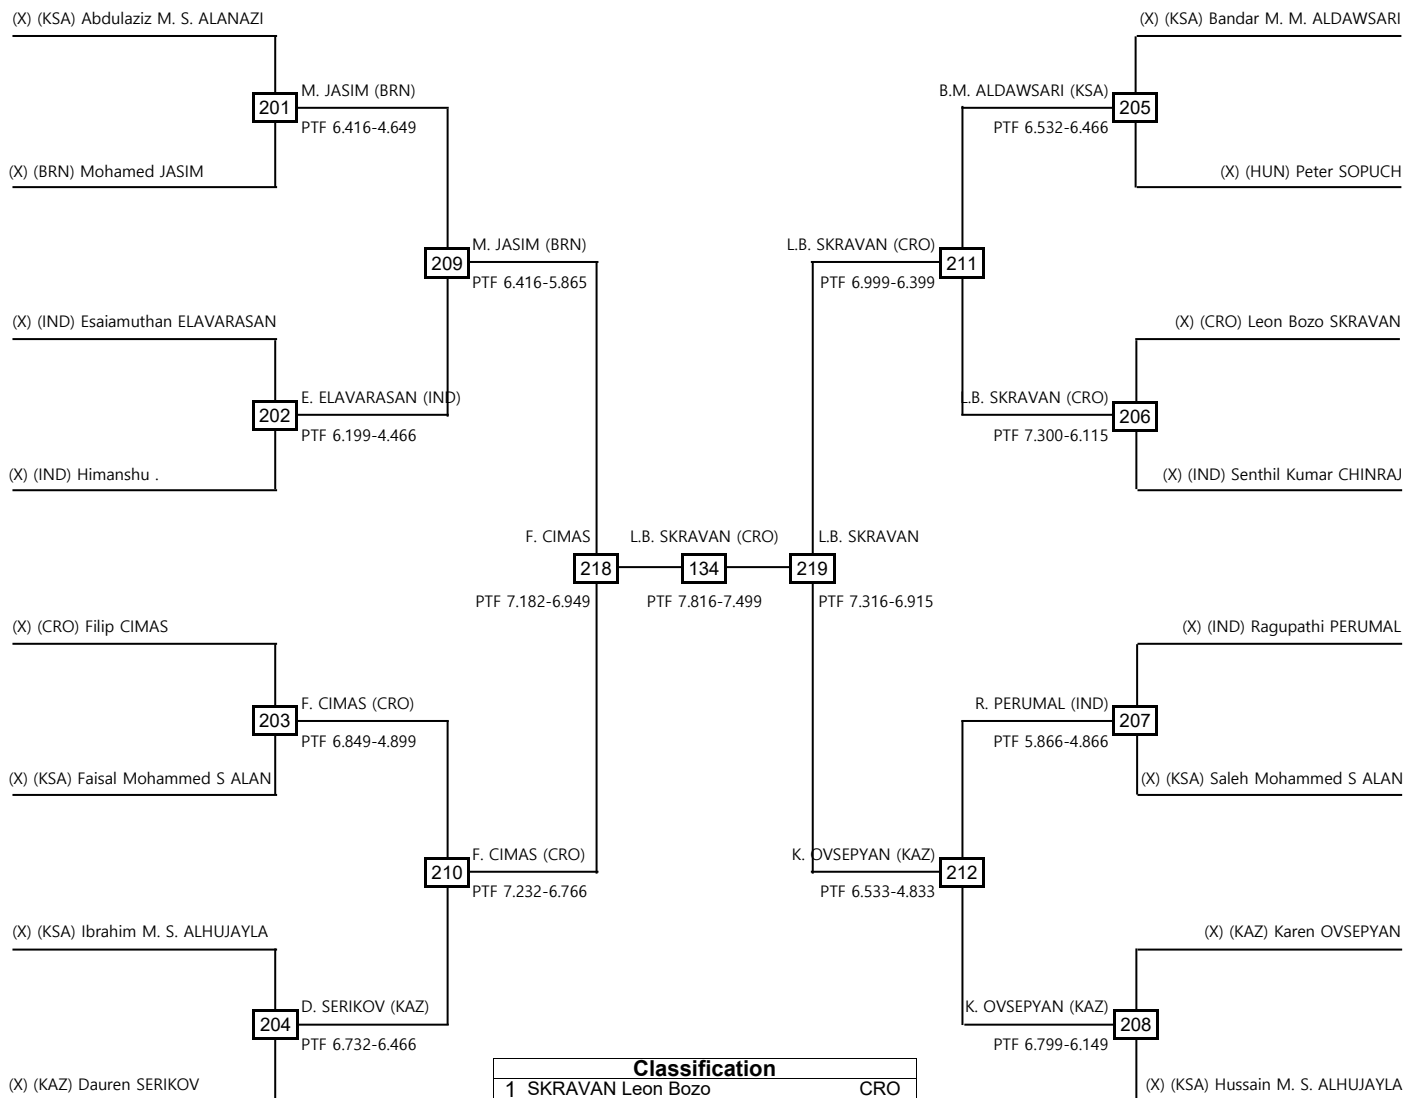 (X) (KSA) Abdulaziz M. S. ALANAZI
(X) (KSA) Bandar M. M. ALDAWSARI
M. JASIM (BRN)
B.M. ALDAWSARI (KSA)
201
205
PTF 6.416-4.649
PTF 6.532-6.466
(X) (BRN) Mohamed JASIM
(X) (HUN) Peter SOPUCH
M. JASIM (BRN)
L.B. SKRAVAN (CRO)
209
211
PTF 6.416-5.865
PTF 6.999-6.399
(X) (IND) Esaiamuthan ELAVARASAN
(X) (CRO) Leon Bozo SKRAVAN
E. ELAVARASAN (IND)
L.B. SKRAVAN (CRO)
202
206
PTF 6.199-4.466
PTF 7.300-6.115
(X) (IND) Himanshu .
(X) (IND) Senthil Kumar CHINRAJ
F. CIMAS
L.B. SKRAVAN (CRO)
L.B. SKRAVAN
218
134
219
PTF 7.182-6.949
PTF 7.816-7.499
PTF 7.316-6.915
(X) (CRO) Filip CIMAS
(X) (IND) Ragupathi PERUMAL
F. CIMAS (CRO)
R. PERUMAL (IND)
203
207
PTF 6.849-4.899
PTF 5.866-4.866
(X) (KSA) Faisal Mohammed S ALAN
(X) (KSA) Saleh Mohammed S ALAN
F. CIMAS (CRO)
K. OVSEPYAN (KAZ)
210
212
PTF 7.232-6.766
PTF 6.533-4.833
(X) (KSA) Ibrahim M. S. ALHUJAYLA
(X) (KAZ) Karen OVSEPYAN
D. SERIKOV (KAZ)
K. OVSEPYAN (KAZ)
204
208
PTF 6.732-6.466
PTF 6.799-6.149
Classification
(X) (KAZ) Dauren SERIKOV
1 SKRAVAN Leon Bozo CRO
(X) (KSA) Hussain M. S. ALHUJAYLA